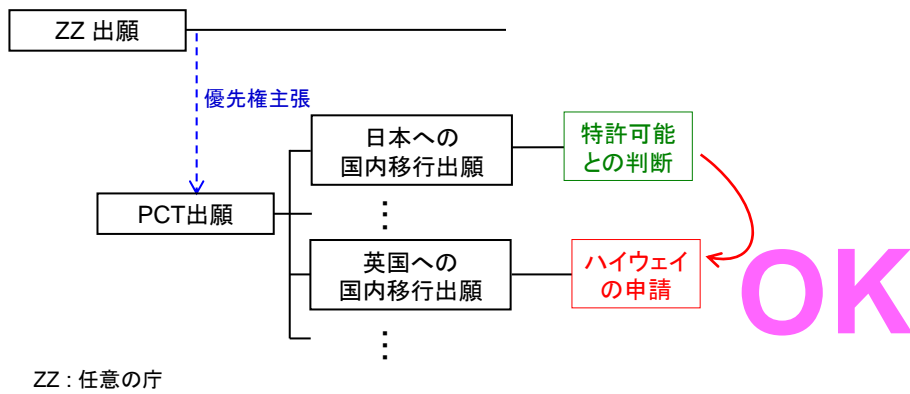 ZZ 出願
優先権主張
日本への
国内移行出願
特許可能
との判断
PCT出願
英国への
国内移行出願
ハイウェイ
の申請
OK
ZZ : 任意の庁